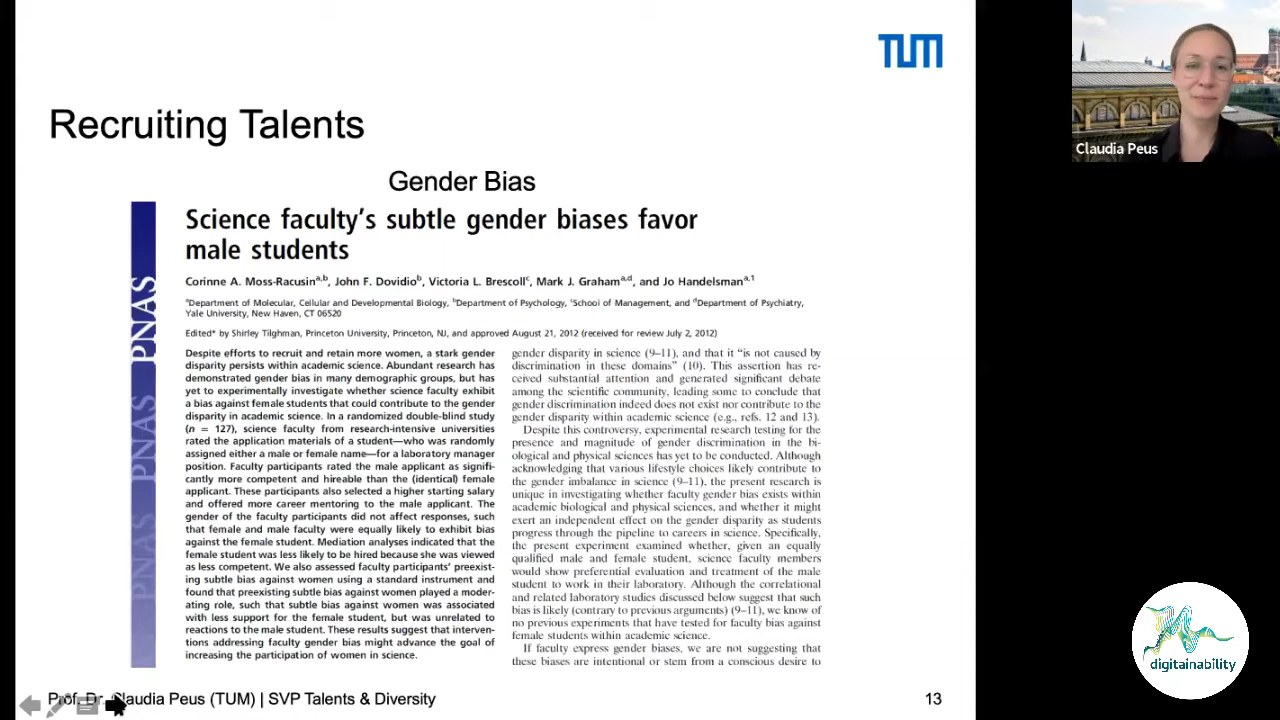 TUM
Recruiting Talents
Gender Bias
PNAS PNAS PNAS
Science faculty's subtle gender biases favor
male students
Corinne A. Moss-Racusinᵃ,ᵇ, John F. Dovidioᵇ, Victoria L. Brescollᶜ, Mark J. Grahamᵃ,ᵈ, and Jo Handelsmanᵃ,¹
ᵃDepartment of Molecular, Cellular and Developmental Biology, ᵇDepartment of Psychology, ᶜSchool of Management, and ᵈDepartment of Psychiatry,
Yale University, New Haven, CT 06520
Edited* by Shirley Tilghman, Princeton University, Princeton, NJ, and approved August 21, 2012 (received for review July 2, 2012)
Despite efforts to recruit and retain more women, a stark gender
disparity persists within academic science. Abundant research has
demonstrated gender bias in many demographic groups, but has
yet to experimentally investigate whether science faculty exhibit
a bias against female students that could contribute to the gender
disparity in academic science. In a randomized double-blind study
(n = 127), science faculty from research-intensive universities
rated the application materials of a student—who was randomly
assigned either a male or female name—for a laboratory manager
position. Faculty participants rated the male applicant as signifi-
cantly more competent and hireable than the (identical) female
applicant. These participants also selected a higher starting salary
and offered more career mentoring to the male applicant. The
gender of the faculty participants did not affect responses, such
that female and male faculty were equally likely to exhibit bias
against the female student. Mediation analyses indicated that the
female student was less likely to be hired because she was viewed
as less competent. We also assessed faculty participants' preexist-
ing subtle bias against women using a standard instrument and
found that preexisting subtle bias against women played a moder-
ating role, such that subtle bias against women was associated
with less support for the female student, but was unrelated to
reactions to the male student. These results suggest that interven-
tions addressing faculty gender bias might advance the goal of
increasing the participation of women in science.
gender disparity in science (9–11), and that it "is not caused by
discrimination in these domains" (10). This assertion has re-
ceived substantial attention and generated significant debate
among the scientific community, leading some to conclude that
gender discrimination indeed does not exist nor contribute to the
gender disparity within academic science (e.g., refs. 12 and 13).
Despite this controversy, experimental research testing for the
presence and magnitude of gender discrimination in the bi-
ological and physical sciences has yet to be conducted. Although
acknowledging that various lifestyle choices likely contribute to
the gender imbalance in science (9–11), the present research is
unique in investigating whether faculty gender bias exists within
academic biological and physical sciences, and whether it might
exert an independent effect on the gender disparity as students
progress through the pipeline to careers in science. Specifically,
the present experiment examined whether, given an equally
qualified male and female student, science faculty members
would show preferential evaluation and treatment of the male
student to work in their laboratory. Although the correlational
and related laboratory studies discussed below suggest that such
bias is likely (contrary to previous arguments) (9–11), we know of
no previous experiments that have tested for faculty bias against
female students within academic science.
If faculty express gender biases, we are not suggesting that
these biases are intentional or stem from a conscious desire to
Prof. Dr. Claudia Peus (TUM) | SVP Talents & Diversity
13
Claudia Peus
digitainability